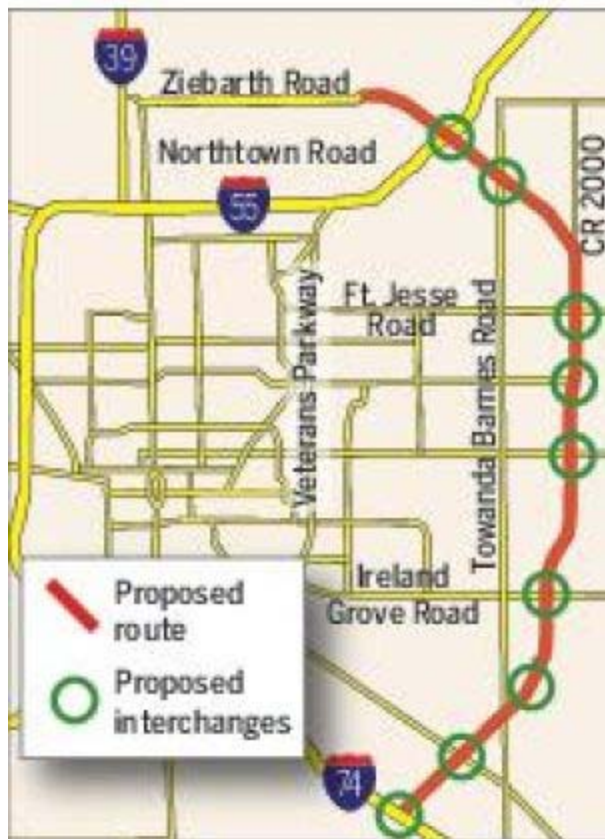 39
Ziebarth Road
Northtown Road
55
CR 2000
Ft. Jesse
Road
Veterans Parkway
Towanda Barnes Road
Ireland
Grove Road
Proposed
route
Proposed
interchanges
74